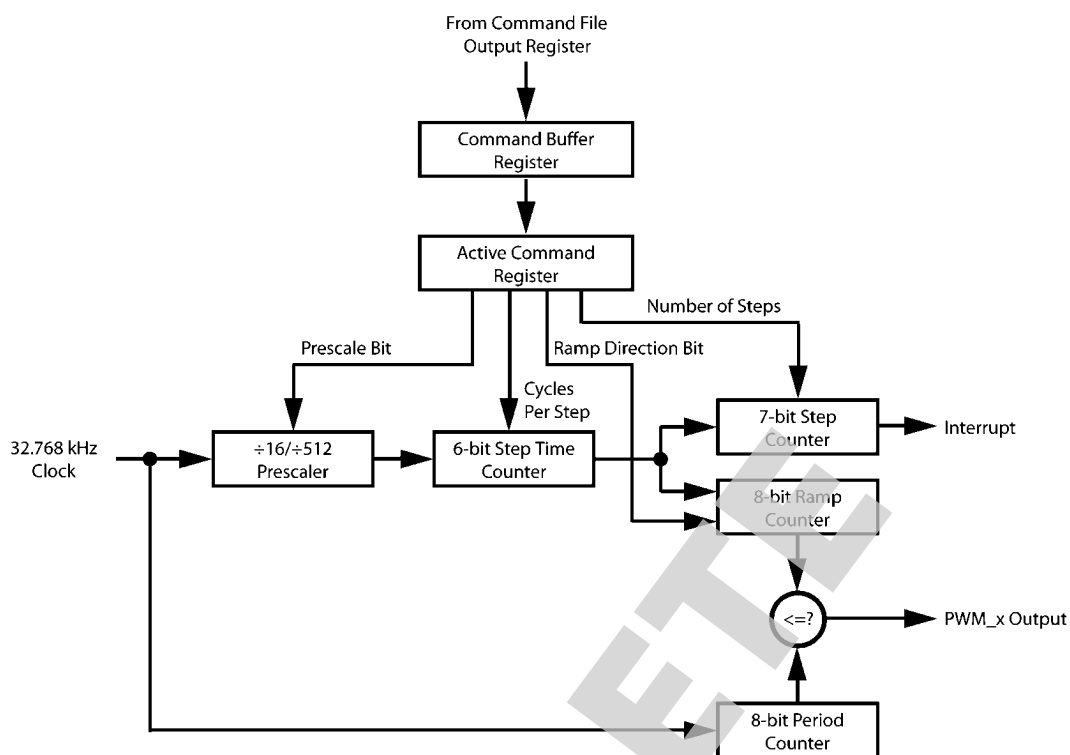 From Command File
Output Register
Command Buffer
Register
Active Command
Register
Number of Steps
Prescale Bit
Ramp Direction Bit
Cycles
Per Step
7-bit Step
Counter
Interrupt
32.768 kHz
Clock
÷16/÷512
Prescaler
6-bit Step Time
Counter
8-bit Ramp
Counter
<=?
PWM_x Output
8-bit Period
Counter
ETE